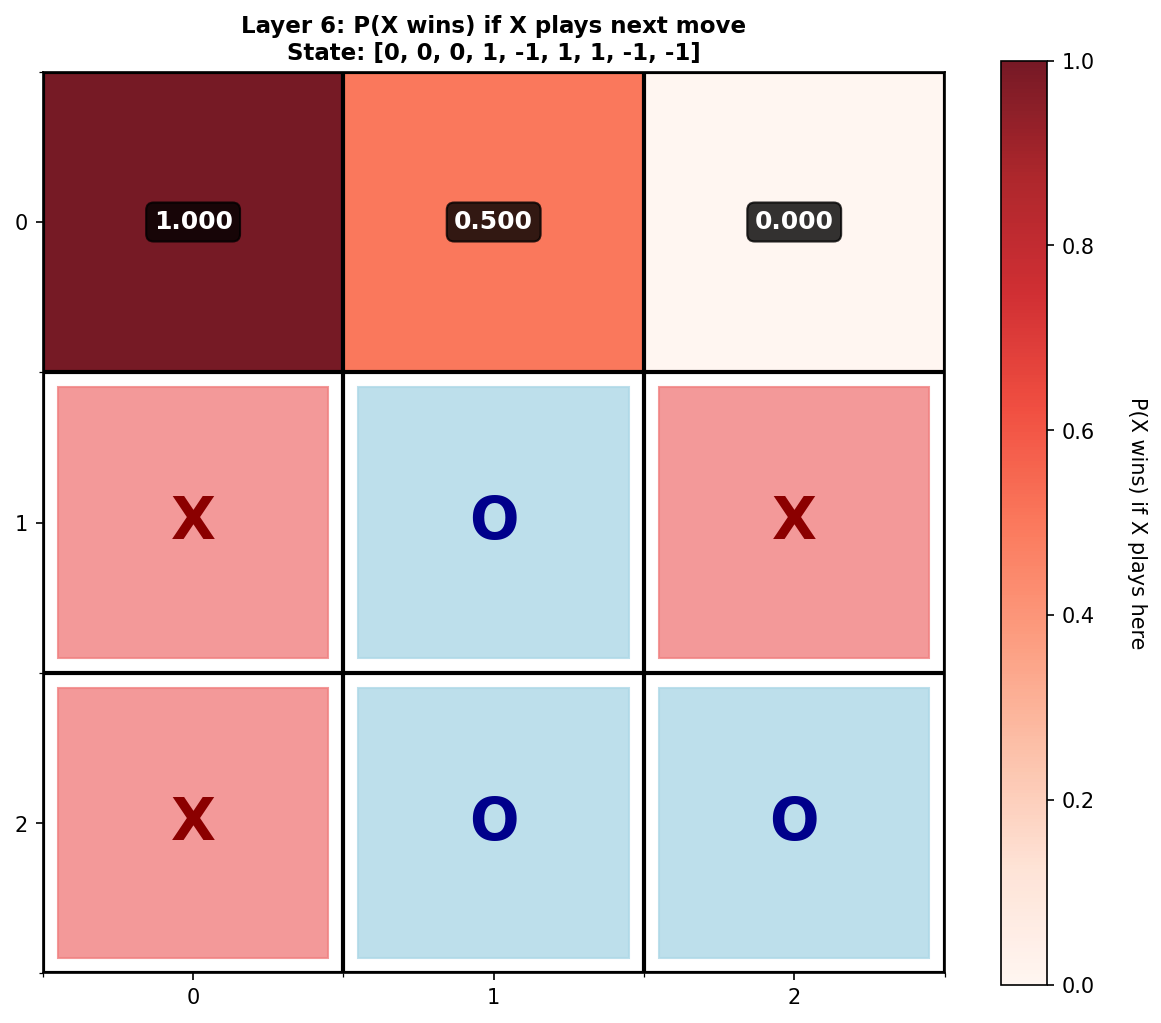 Layer 6: P(X wins) if X plays next move
State: [0, 0, 0, 1, -1, 1, 1, -1, -1]
0
1.000
0.500
0.000
1
X
O
X
2
X
O
O
0
1
2
1.0
0.8
0.6
0.4
0.2
0.0
P(X wins) if X plays here